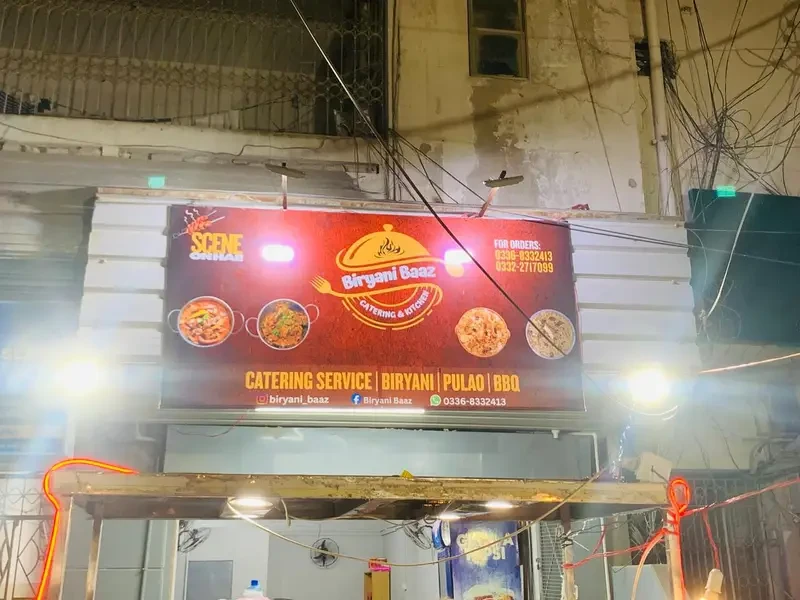 SCENE
ON HAI
Biryani Baaz
CATERING & KITCHEN
FOR ORDERS:
0336-8332413
0332-2717099
CATERING SERVICE | BIRYANI | PULAO | BBQ
biryani_baaz
Biryani Baaz
0336-8332413